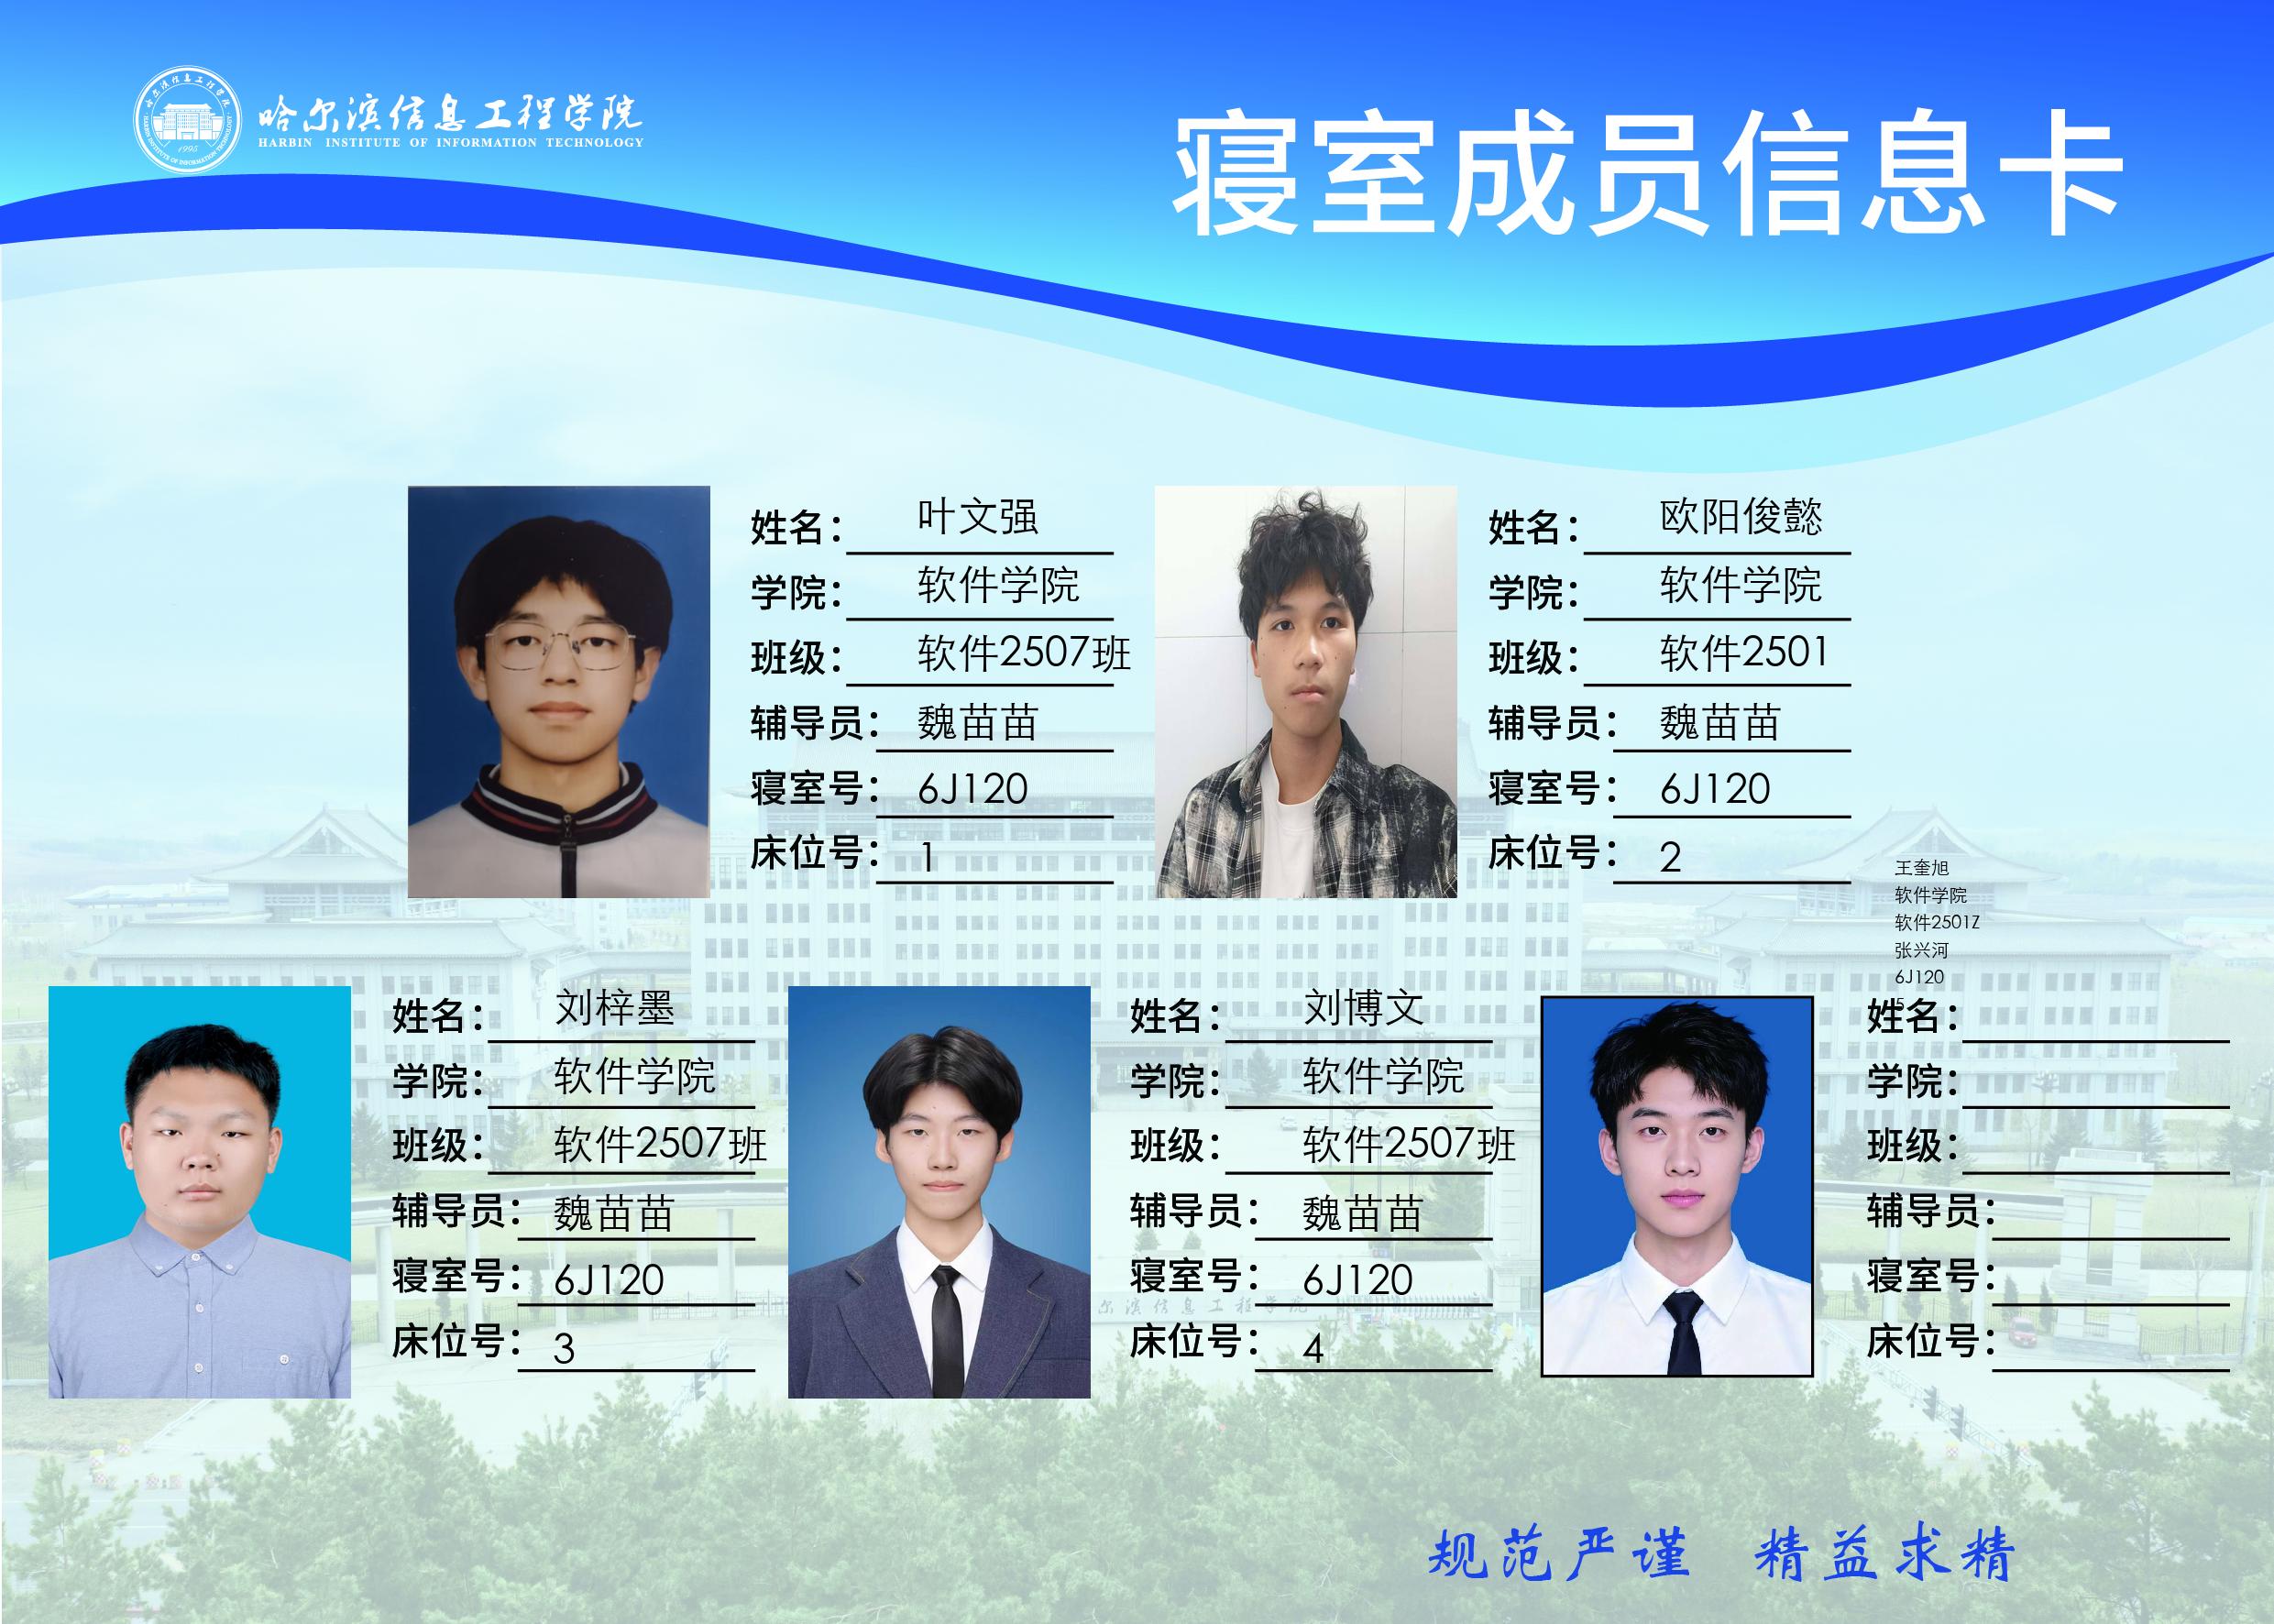 哈尔滨信息工程学院
HARBIN INSTITUTE OF INFORMATION TECHNOLOGY
1995
寝室成员信息卡
姓名：叶文强
学院：软件学院
班级：软件2507班
辅导员：魏苗苗
寝室号：6J120
床位号：1
姓名：欧阳俊懿
学院：软件学院
班级：软件2501
辅导员：魏苗苗
寝室号：6J120
床位号：2
姓名：刘梓墨
学院：软件学院
班级：软件2507班
辅导员：魏苗苗
寝室号：6J120
床位号：3
姓名：刘博文
学院：软件学院
班级：软件2507班
辅导员：魏苗苗
寝室号：6J120
床位号：4
王奎旭
软件学院
软件2501Z
张兴河
6J120
5
姓名：
学院：
班级：
辅导员：
寝室号：
床位号：
尔滨信息工程学院
规范严谨 精益求精